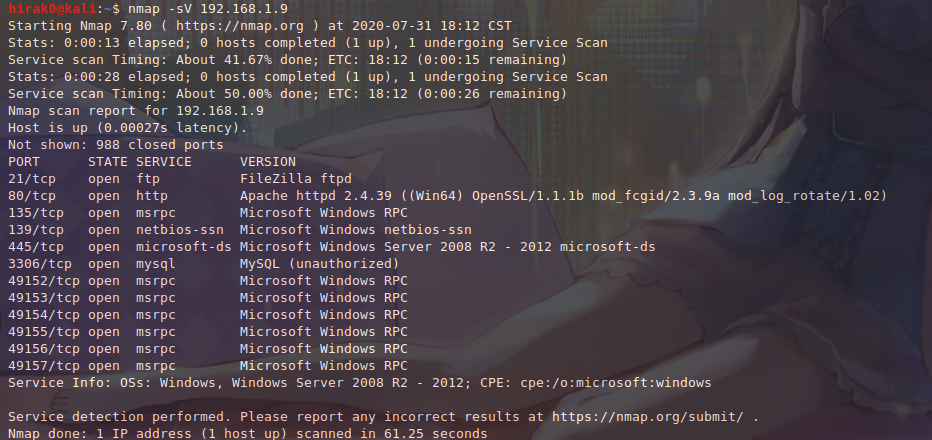 hirak0@kali:~$ nmap -sV 192.168.1.9
Starting Nmap 7.80 ( https://nmap.org ) at 2020-07-31 18:12 CST
Stats: 0:00:13 elapsed; 0 hosts completed (1 up), 1 undergoing Service Scan
Service scan Timing: About 41.67% done; ETC: 18:12 (0:00:15 remaining)
Stats: 0:00:28 elapsed; 0 hosts completed (1 up), 1 undergoing Service Scan
Service scan Timing: About 50.00% done; ETC: 18:12 (0:00:26 remaining)
Nmap scan report for 192.168.1.9
Host is up (0.00027s latency).
Not shown: 988 closed ports
PORT      STATE SERVICE      VERSION
21/tcp    open  ftp          FileZilla ftpd
80/tcp    open  http         Apache httpd 2.4.39 ((Win64) OpenSSL/1.1.1b mod_fcgid/2.3.9a mod_log_rotate/1.02)
135/tcp   open  msrpc        Microsoft Windows RPC
139/tcp   open  netbios-ssn  Microsoft Windows netbios-ssn
445/tcp   open  microsoft-ds Microsoft Windows Server 2008 R2 - 2012 microsoft-ds
3306/tcp  open  mysql        MySQL (unauthorized)
49152/tcp open  msrpc        Microsoft Windows RPC
49153/tcp open  msrpc        Microsoft Windows RPC
49154/tcp open  msrpc        Microsoft Windows RPC
49155/tcp open  msrpc        Microsoft Windows RPC
49156/tcp open  msrpc        Microsoft Windows RPC
49157/tcp open  msrpc        Microsoft Windows RPC
Service Info: OSs: Windows, Windows Server 2008 R2 - 2012; CPE: cpe:/o:microsoft:windows

Service detection performed. Please report any incorrect results at https://nmap.org/submit/ .
Nmap done: 1 IP address (1 host up) scanned in 61.25 seconds